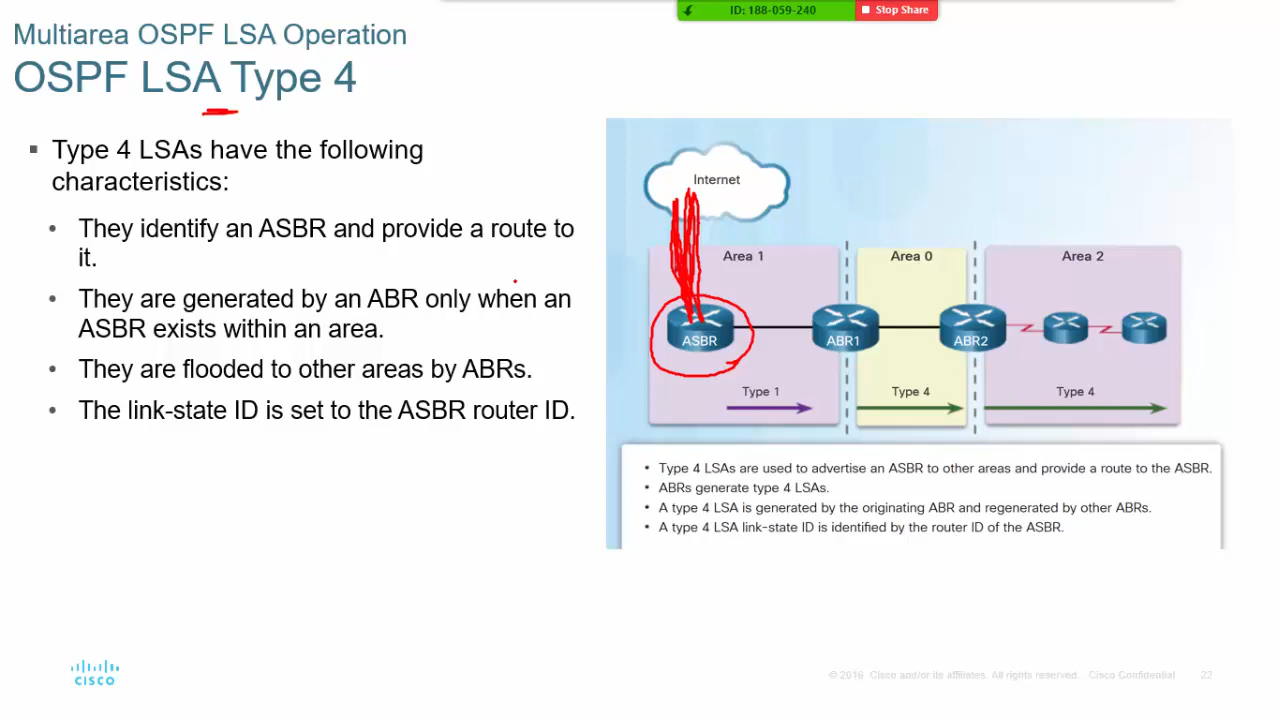 ID: 188-059-240
Stop Share
Multiarea OSPF LSA Operation
OSPF LSA Type 4
▪ Type 4 LSAs have the following
characteristics:
• They identify an ASBR and provide a route to
it.
• They are generated by an ABR only when an
ASBR exists within an area.
• They are flooded to other areas by ABRs.
• The link-state ID is set to the ASBR router ID.
Internet
Area 1
Area 0
Area 2
ASBR
ABR1
ABR2
Type 1
Type 4
Type 4
• Type 4 LSAs are used to advertise an ASBR to other areas and provide a route to the ASBR.
• ABRs generate type 4 LSAs.
• A type 4 LSA is generated by the originating ABR and regenerated by other ABRs.
• A type 4 LSA link-state ID is identified by the router ID of the ASBR.
CISCO
© 2016 Cisco and/or its affiliates. All rights reserved. Cisco Confidential
22